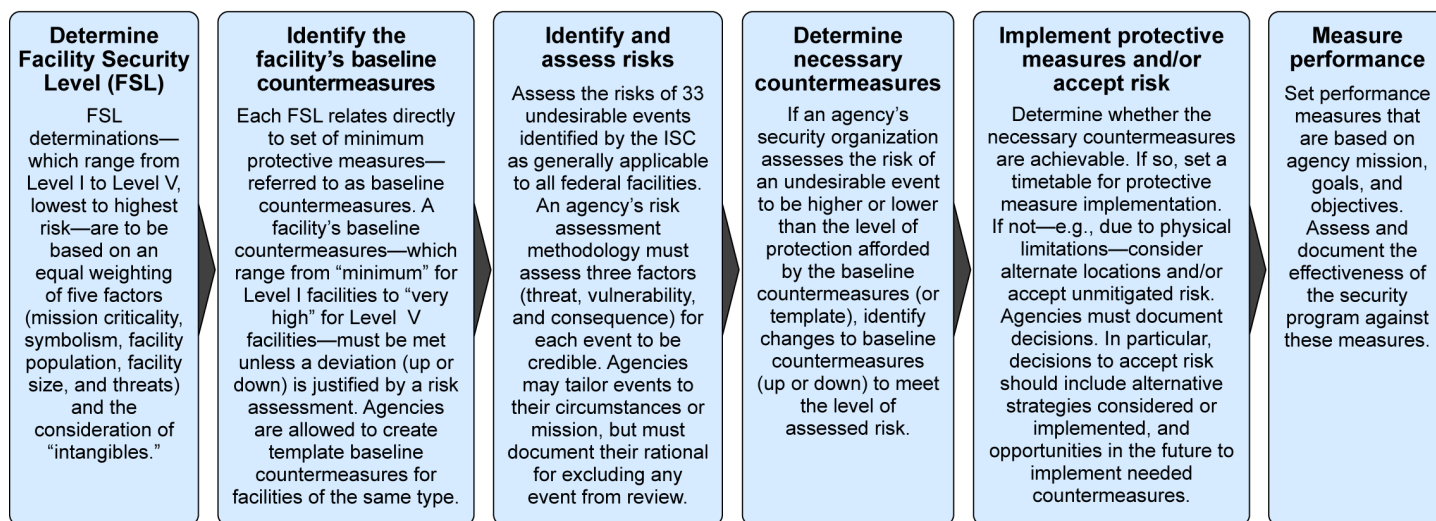 Determine
Facility Security
Level (FSL)
FSL
determinations—
which range from
Level I to Level V,
lowest to highest
risk—are to be
based on an
equal weighting
of five factors
(mission criticality,
symbolism, facility
population, facility
size, and threats)
and the
consideration of
“intangibles.”
Identify the
facility’s baseline
countermeasures
Each FSL relates directly
to set of minimum
protective measures—
referred to as baseline
countermeasures. A
facility’s baseline
countermeasures—which
range from “minimum” for
Level I facilities to “very
high” for Level V
facilities—must be met
unless a deviation (up or
down) is justified by a risk
assessment. Agencies
are allowed to create
template baseline
countermeasures for
facilities of the same type.
Identify and
assess risks
Assess the risks of 33
undesirable events
identified by the ISC
as generally applicable
to all federal facilities.
An agency’s risk
assessment
methodology must
assess three factors
(threat, vulnerability,
and consequence) for
each event to be
credible. Agencies
may tailor events to
their circumstances or
mission, but must
document their rational
for excluding any
event from review.
Determine
necessary
countermeasures
If an agency’s
security organization
assesses the risk of
an undesirable event
to be higher or lower
than the level of
protection afforded
by the baseline
countermeasures (or
template), identify
changes to baseline
countermeasures
(up or down) to meet
the level of
assessed risk.
Implement protective
measures and/or
accept risk
Determine whether the
necessary countermeasures
are achievable. If so, set a
timetable for protective
measure implementation.
If not—e.g., due to physical
limitations—consider
alternate locations and/or
accept unmitigated risk.
Agencies must document
decisions. In particular,
decisions to accept risk
should include alternative
strategies considered or
implemented, and
opportunities in the future to
implement needed
countermeasures.
Measure
performance
Set performance
measures that
are based on
agency mission,
goals, and
objectives.
Assess and
document the
effectiveness of
the security
program against
these measures.